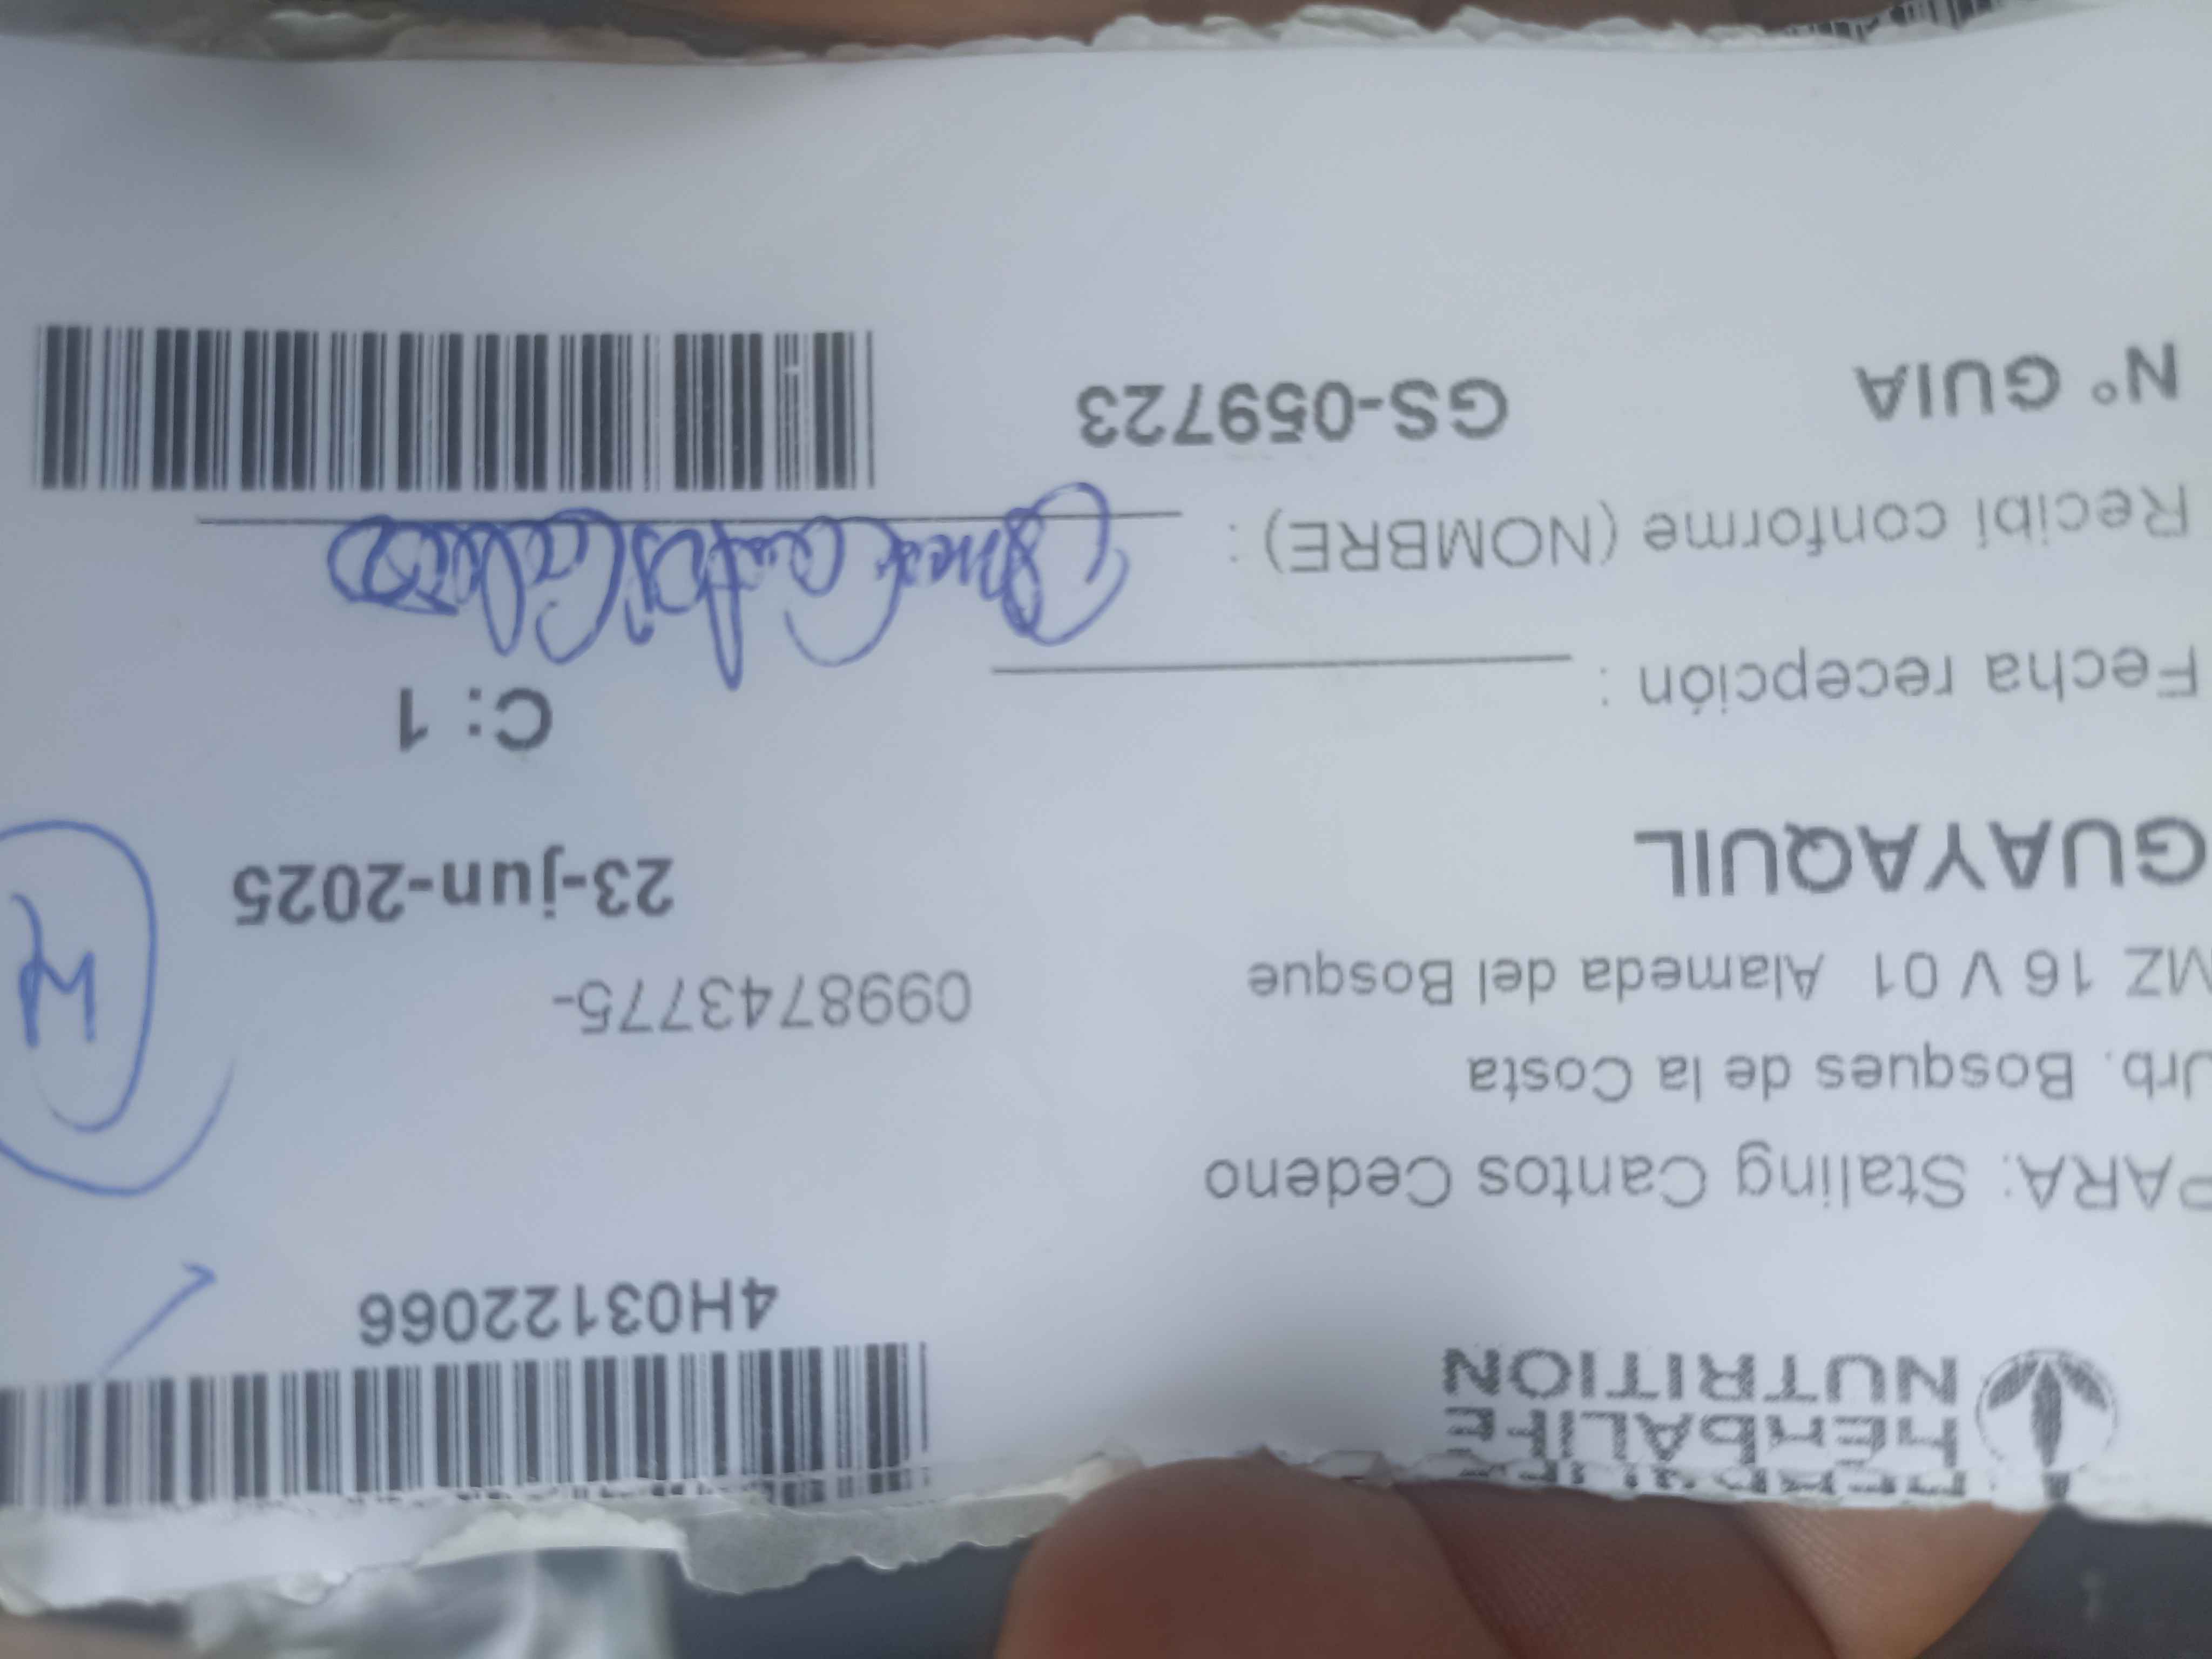 HERBALIFE
NUTRITION
4H03122066
PARA: Staling Cantos Cedeno
Urb. Bosques de la Costa
MZ 16 V 01 Alameda del Bosque
0998743775-
GUAYAQUIL
23-jun-2025
C: 1
Fecha recepción :
Recibi conforme (NOMBRE) :
N° GUIA
GS-059723